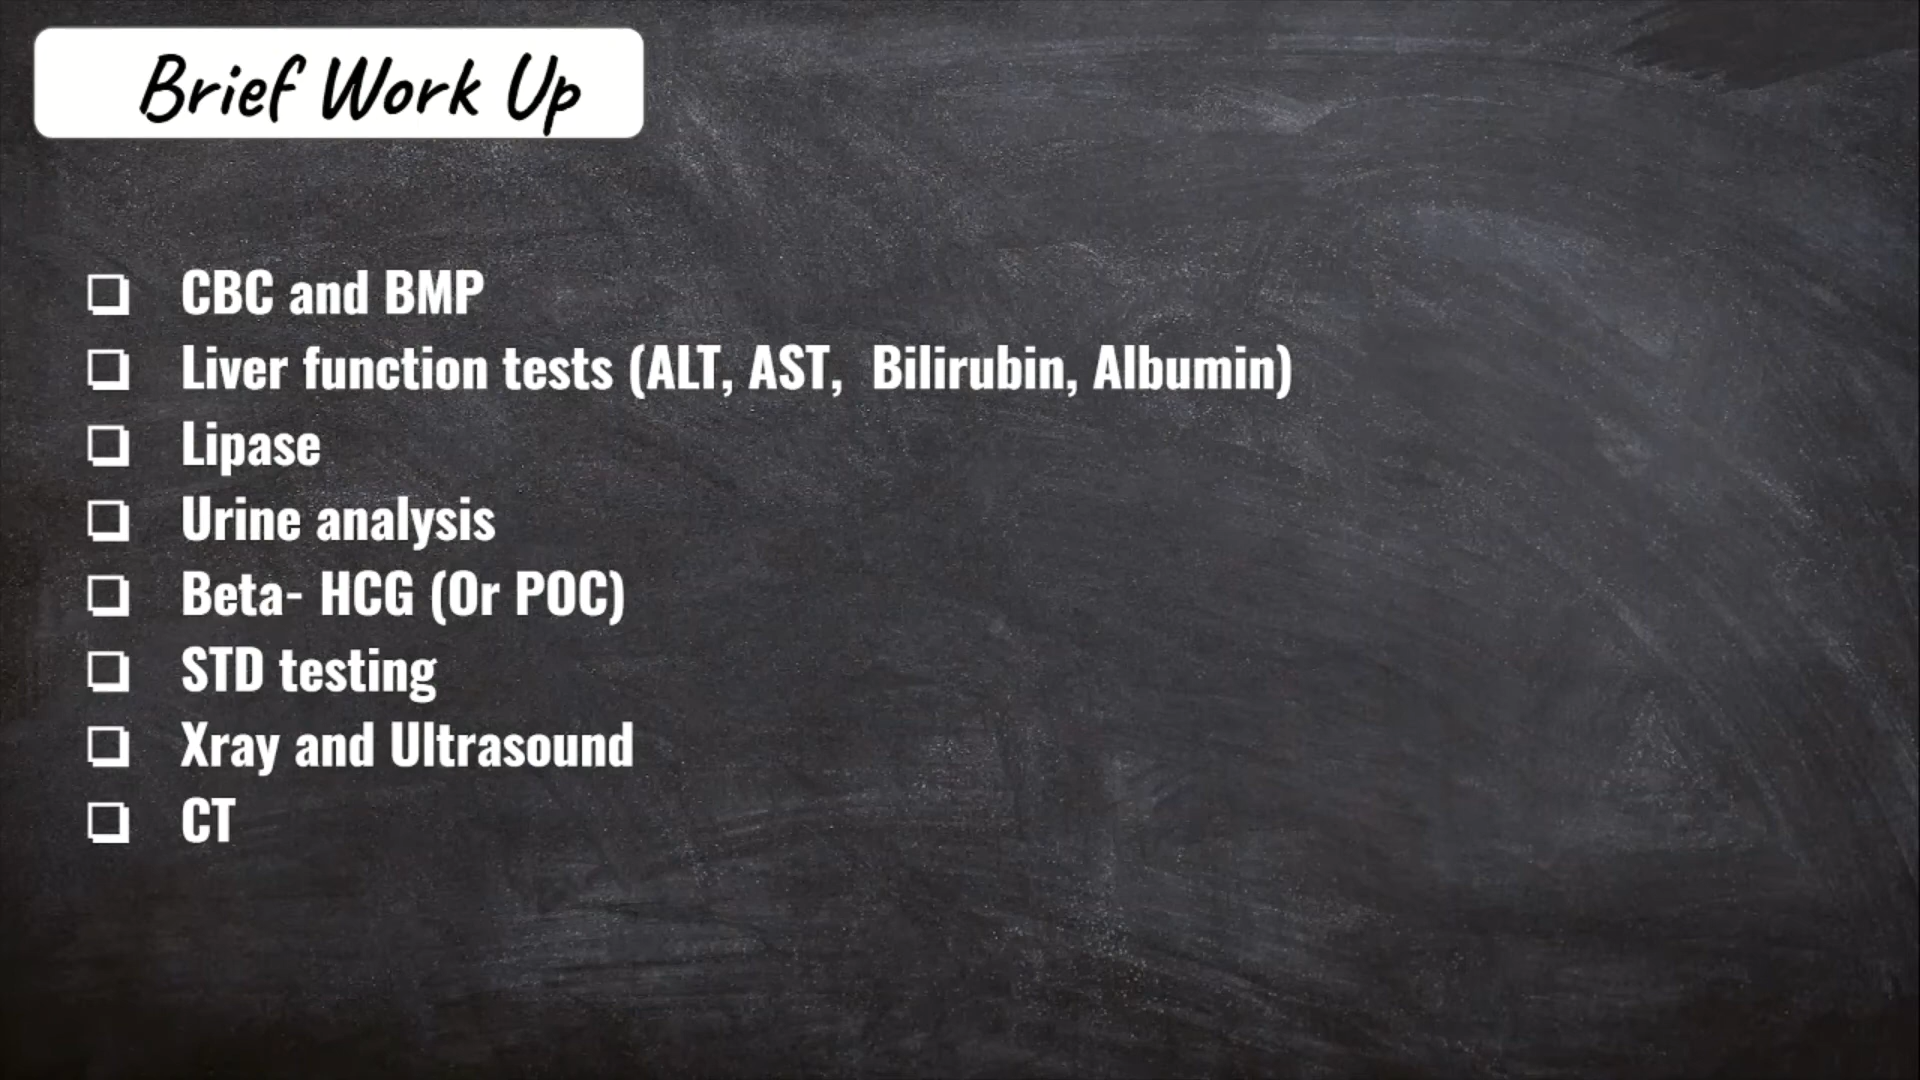 Brief Work Up
❏ CBC and BMP
❏ Liver function tests (ALT, AST,  Bilirubin, Albumin)
❏ Lipase
❏ Urine analysis
❏ Beta- HCG (Or POC)
❏ STD testing
❏ Xray and Ultrasound
❏ CT